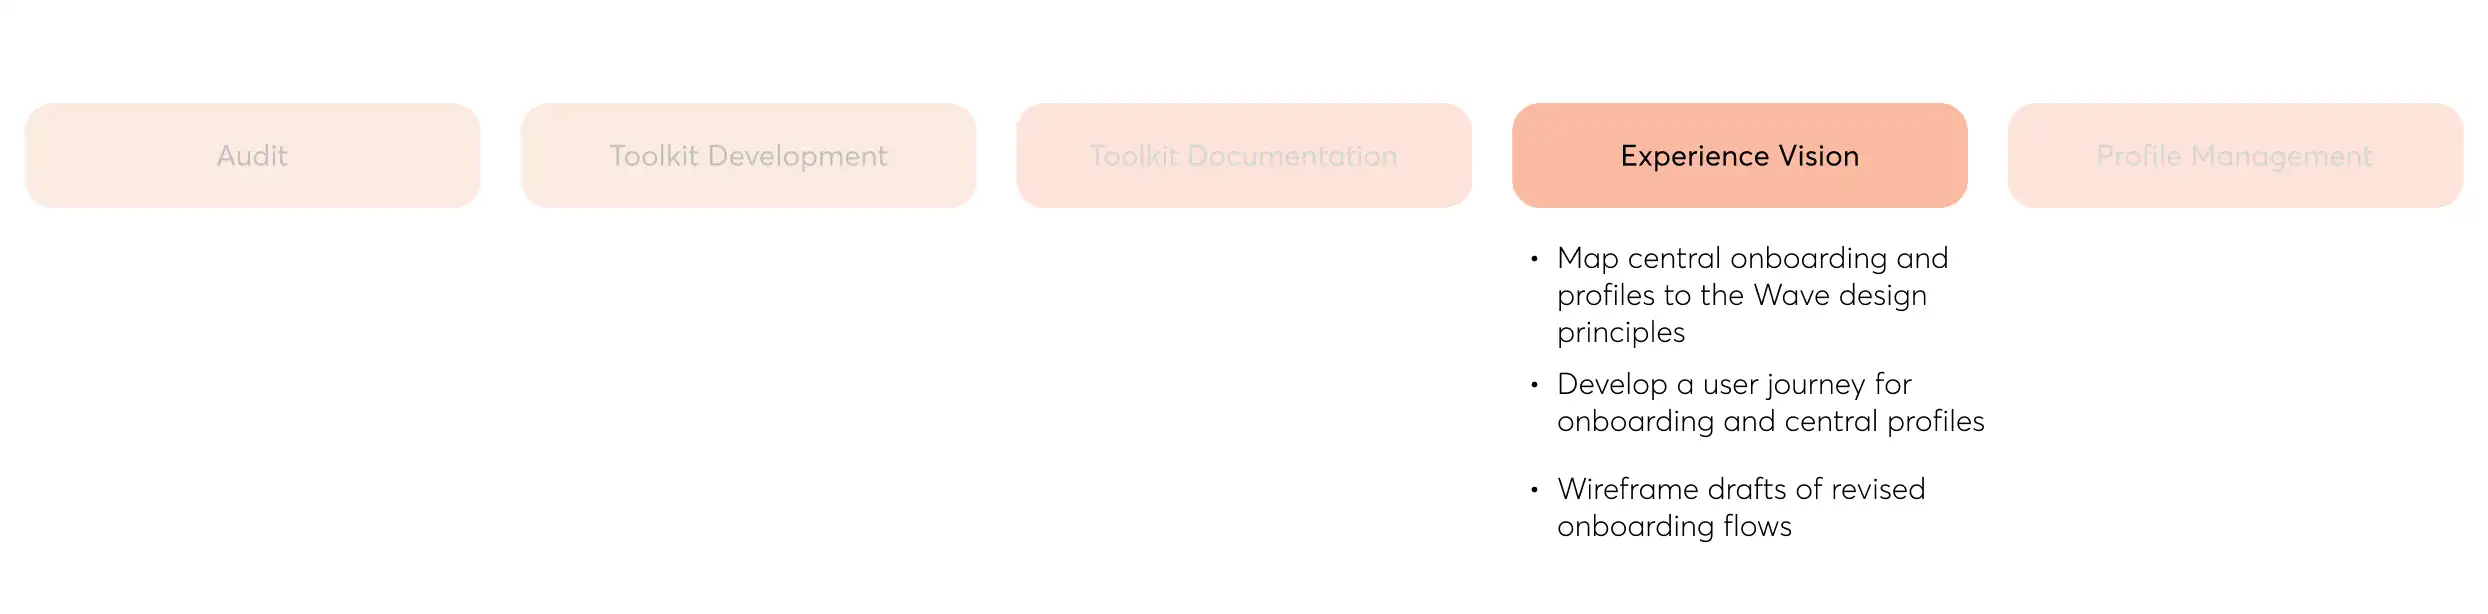 Audit
Toolkit Development
Toolkit Documentation
Experience Vision
Profile Management
• Map central onboarding and
profiles to the Wave design
principles
• Develop a user journey for
onboarding and central profiles
• Wireframe drafts of revised
onboarding flows